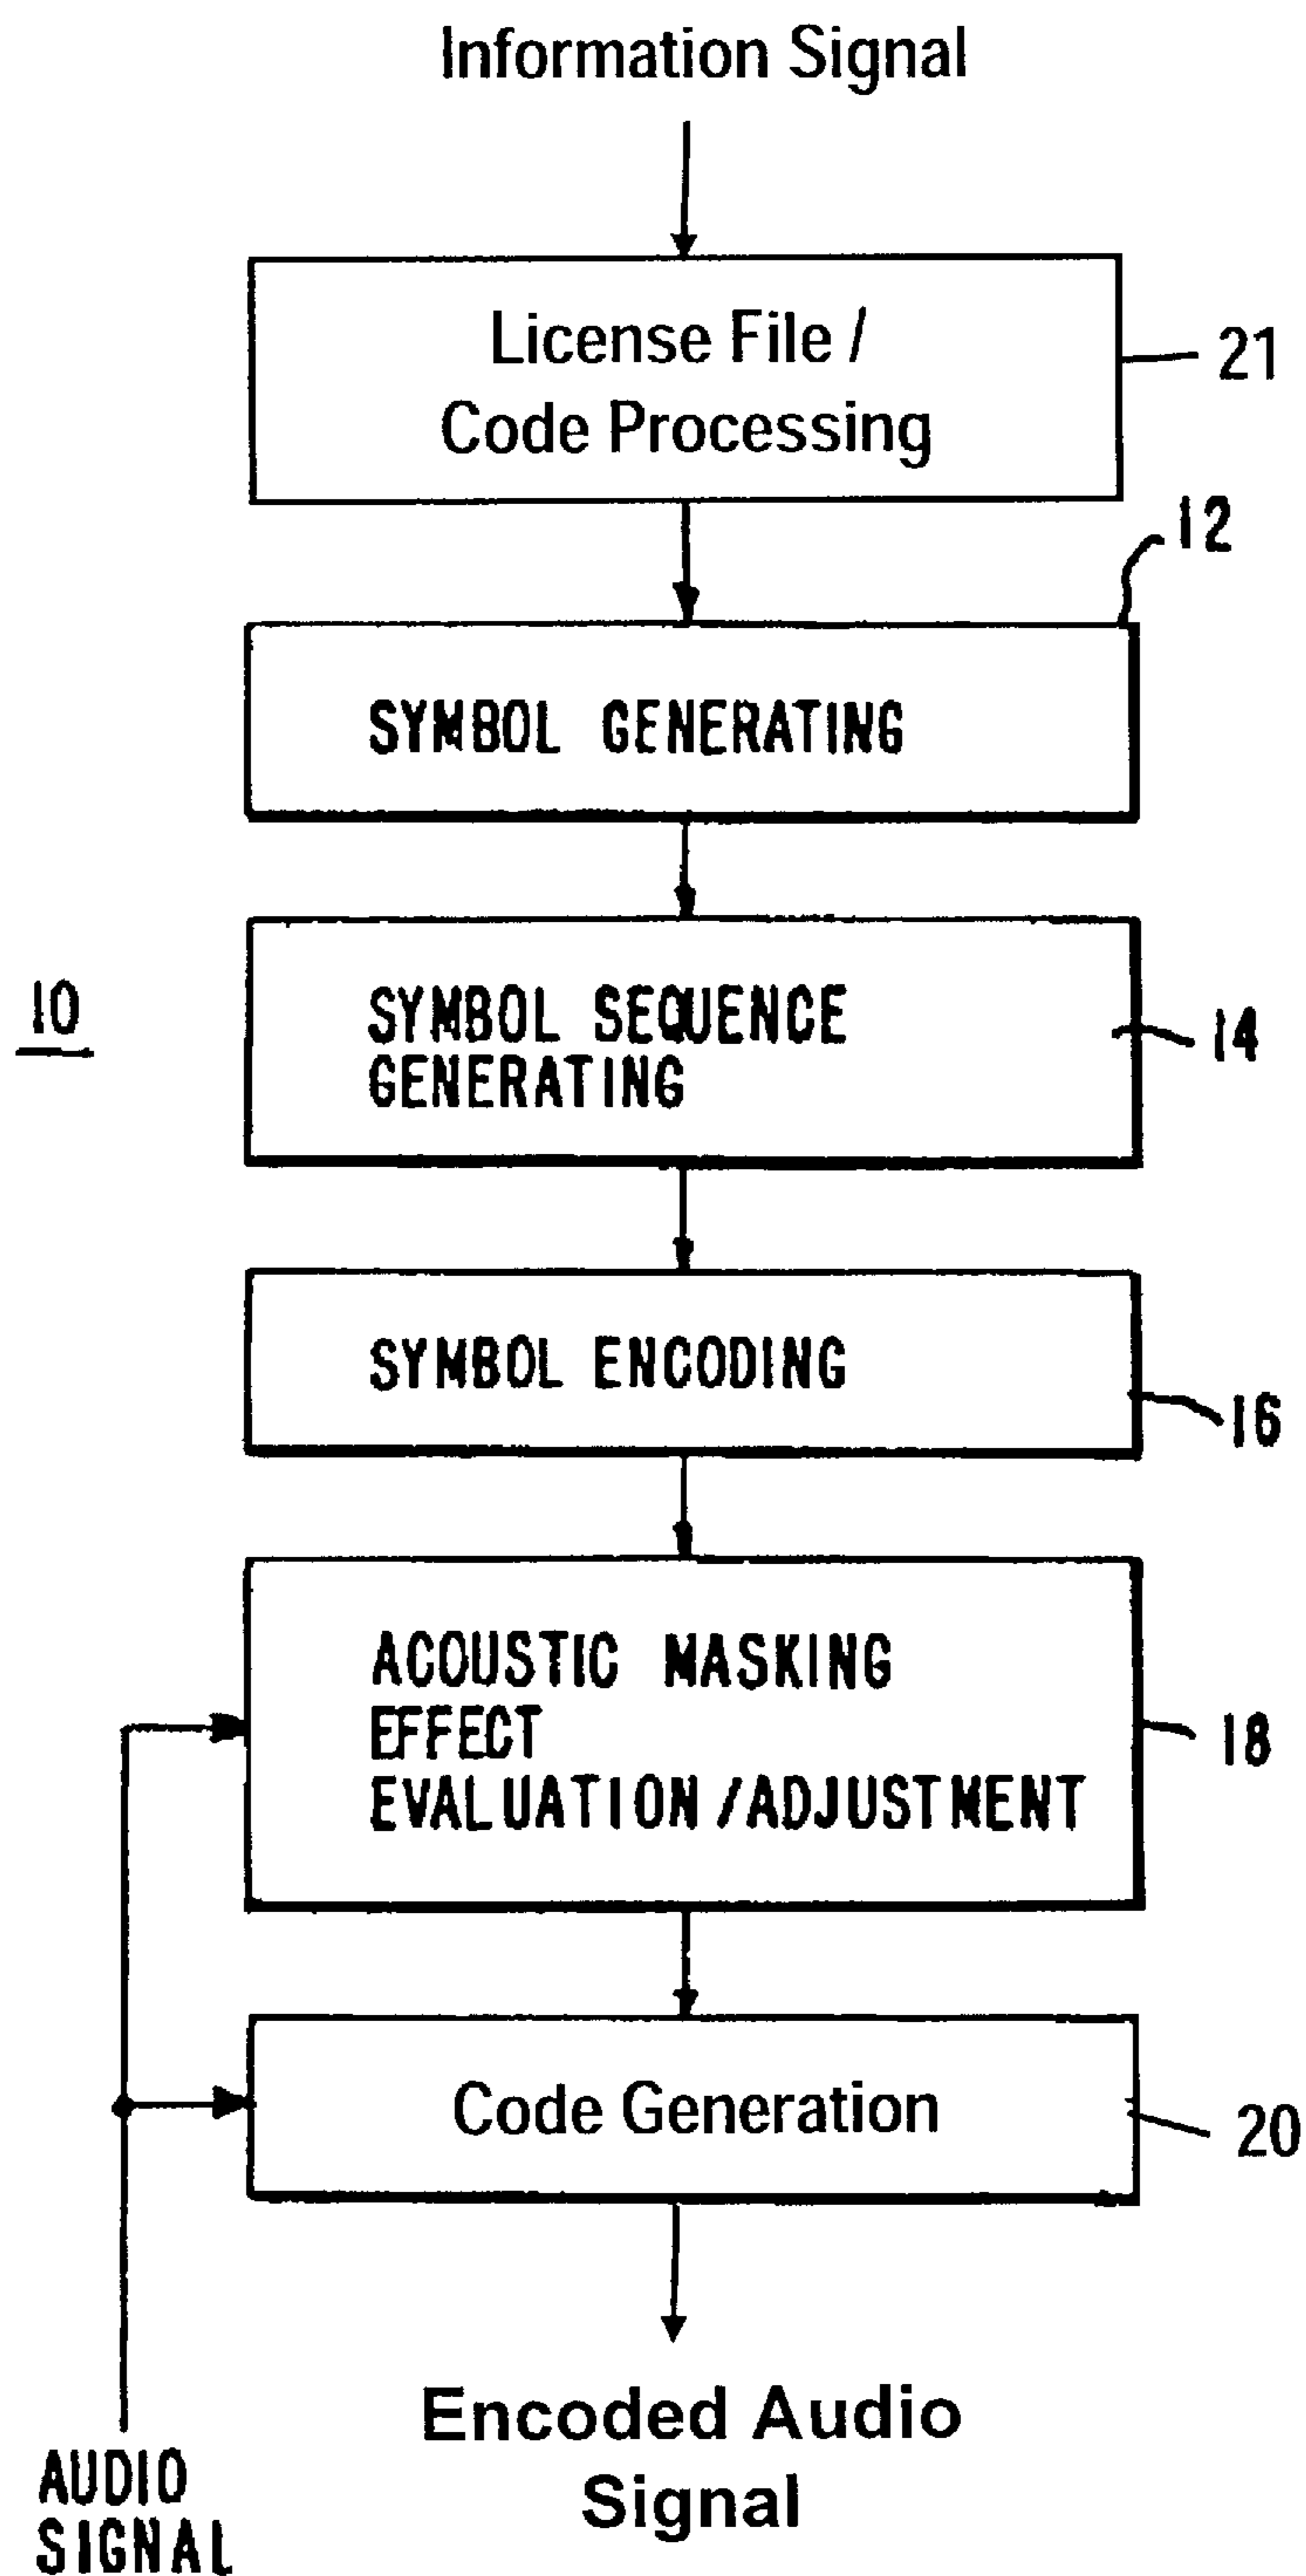 Information Signal
License File /
Code Processing
21
12
SYMBOL GENERATING
10
SYMBOL SEQUENCE
GENERATING
14
SYMBOL ENCODING
16
ACOUSTIC MASKING
EFFECT
EVALUATION/ADJUSTMENT
18
Code Generation
20
Encoded Audio
Signal
AUDIO
SIGNAL